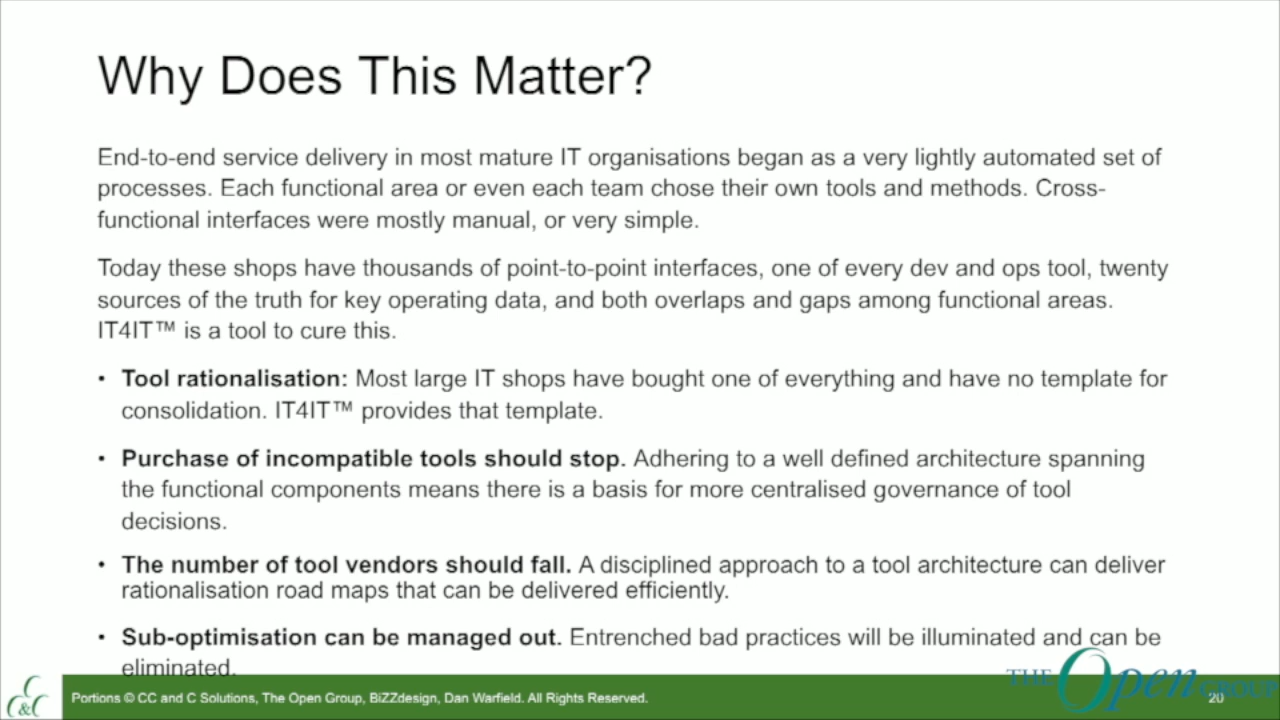 Why Does This Matter?
End-to-end service delivery in most mature IT organisations began as a very lightly automated set of
processes. Each functional area or even each team chose their own tools and methods. Cross-
functional interfaces were mostly manual, or very simple.
Today these shops have thousands of point-to-point interfaces, one of every dev and ops tool, twenty
sources of the truth for key operating data, and both overlaps and gaps among functional areas.
IT4IT™ is a tool to cure this.
• Tool rationalisation: Most large IT shops have bought one of everything and have no template for
consolidation. IT4IT™ provides that template.
• Purchase of incompatible tools should stop. Adhering to a well defined architecture spanning
the functional components means there is a basis for more centralised governance of tool
decisions.
• The number of tool vendors should fall. A disciplined approach to a tool architecture can deliver
rationalisation road maps that can be delivered efficiently.
• Sub-optimisation can be managed out. Entrenched bad practices will be illuminated and can be
eliminated.
C&C
Portions © CC and C Solutions, The Open Group, BiZZdesign, Dan Warfield. All Rights Reserved.
THE Open GROUP
20